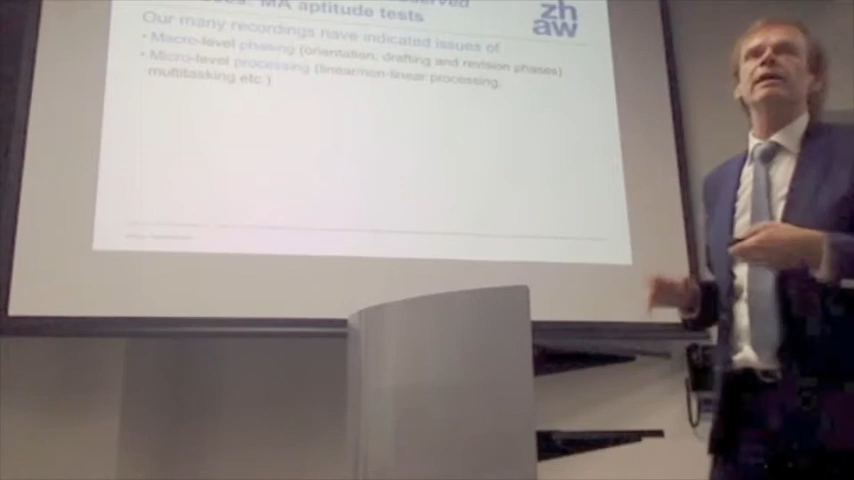 MA aptitude tests
zh
aw
Our many recordings have indicated issues of
• Macro-level phasing (orientation, drafting and revision phases)
• Micro-level processing (linear/non-linear processing,
multitasking etc.)